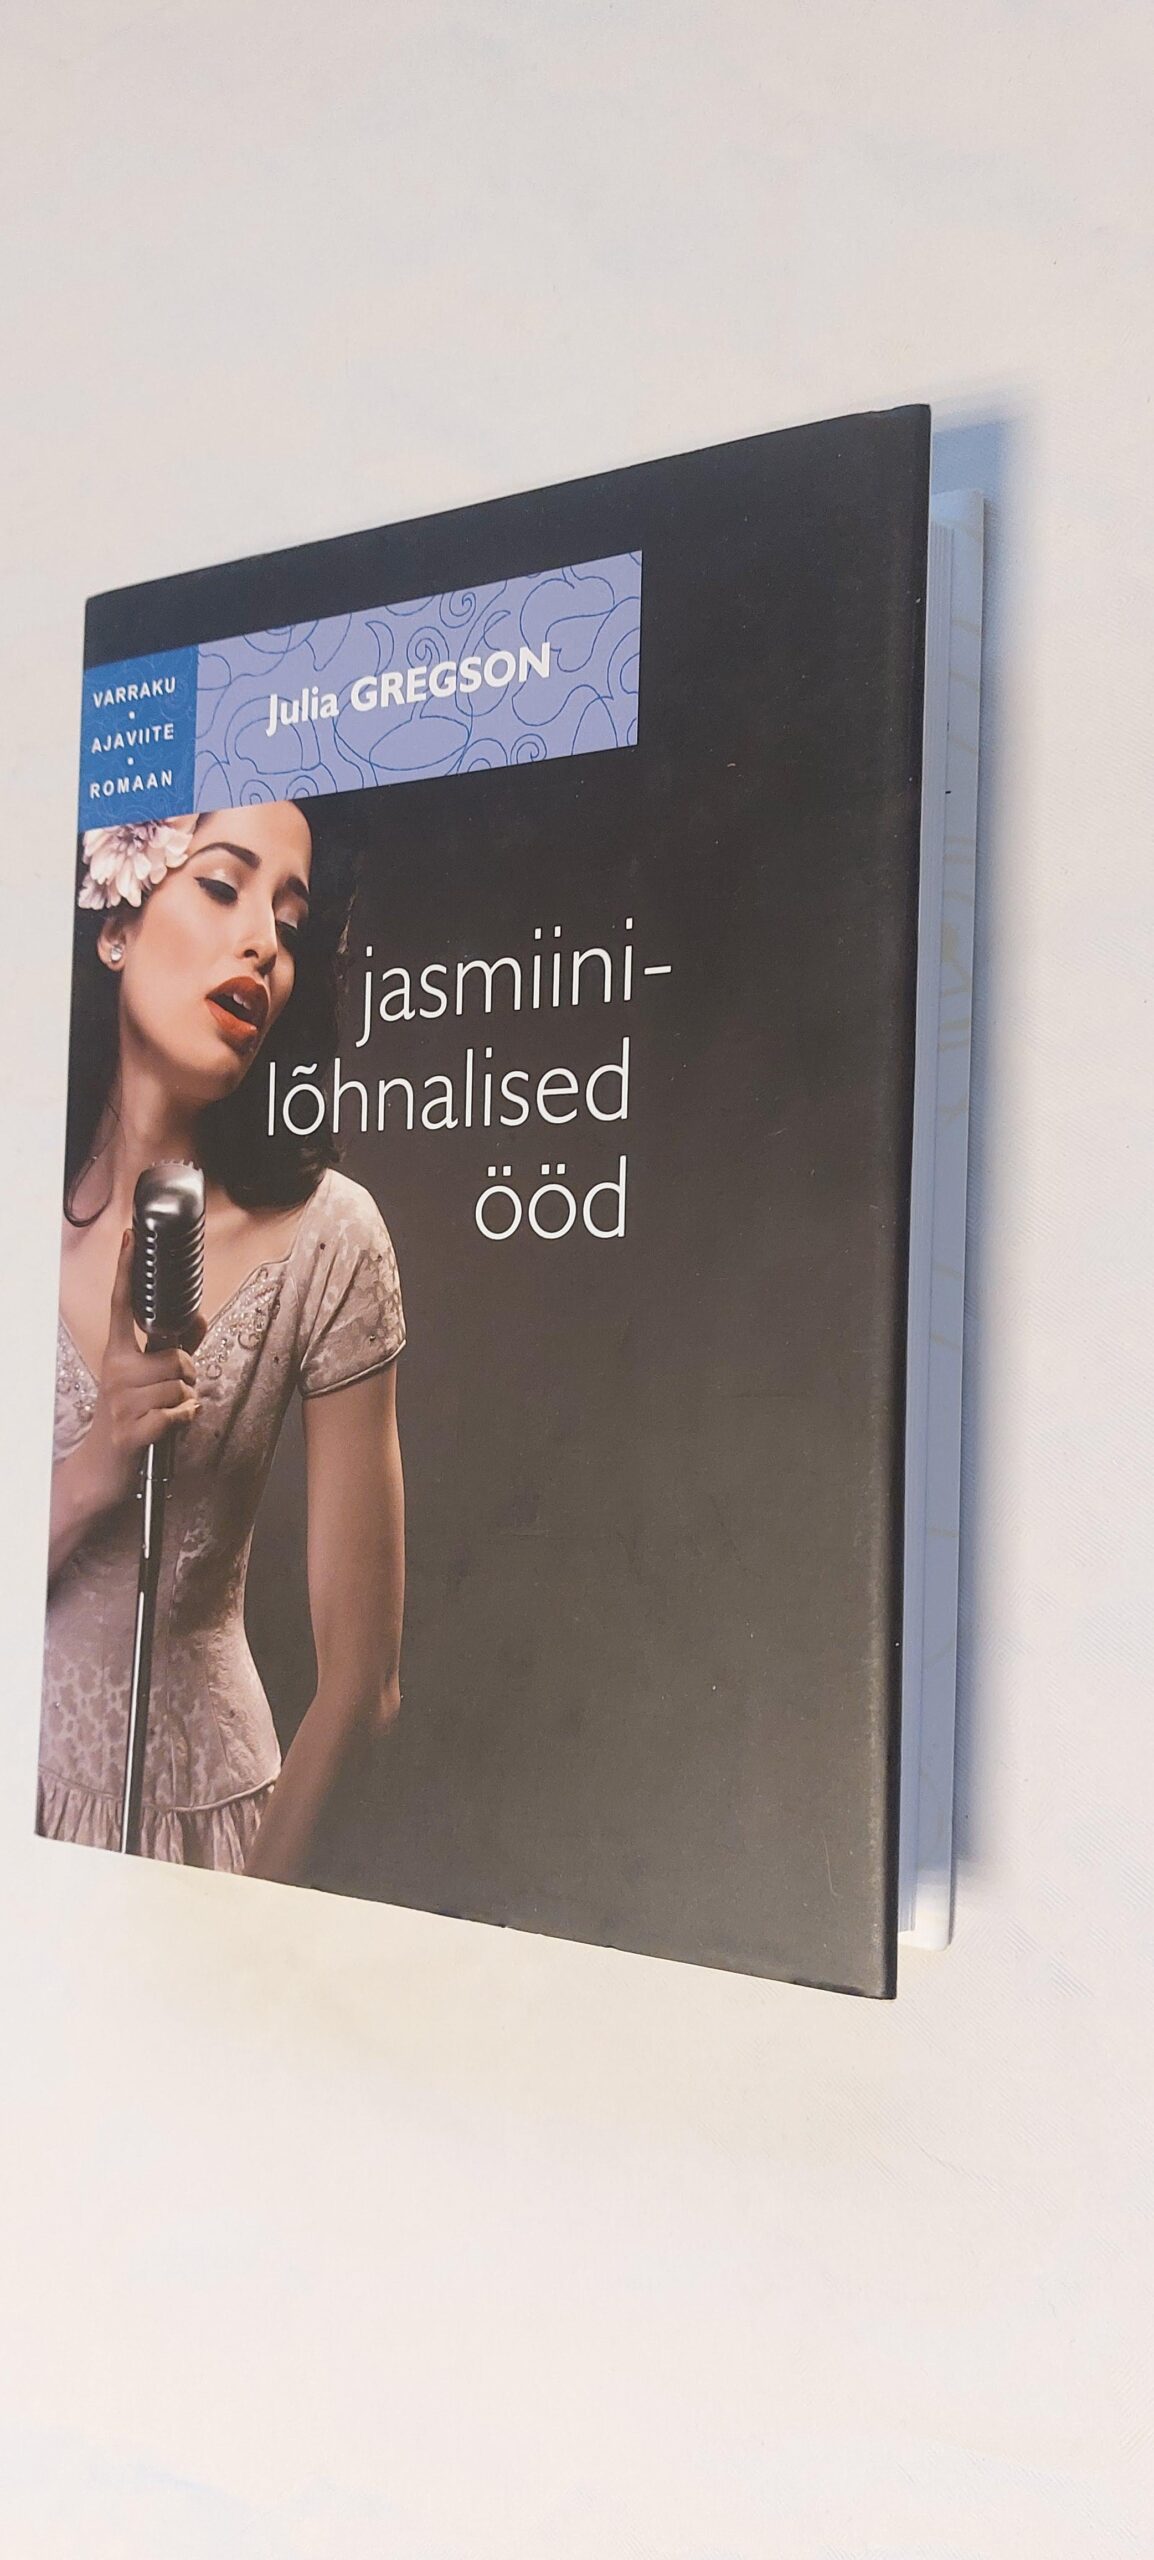 VARRAKU
•
AJAVIITE
•
ROMAAN
Julia GREGSON
jasmiini-
lõhnalised
ööd